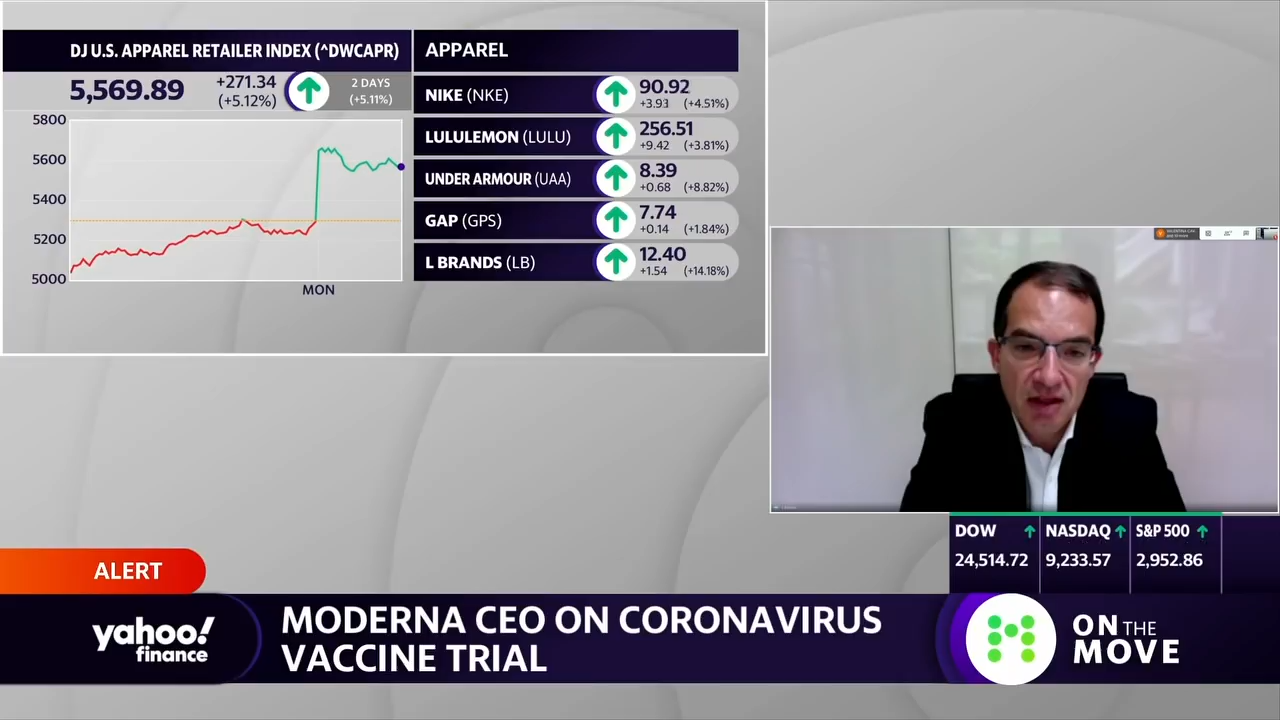 DJ U.S. APPAREL RETAILER INDEX (^DWCAPR)
5,569.89
+271.34
(+5.12%)
2 DAYS
(+5.11%)
5800
5600
5400
5200
5000
MON
APPAREL
NIKE (NKE)
90.92
+3.93 (+4.51%)
LULULEMON (LULU)
256.51
+9.42 (+3.81%)
UNDER ARMOUR (UAA)
8.39
+0.68 (+8.82%)
GAP (GPS)
7.74
+0.14 (+1.84%)
L BRANDS (LB)
12.40
+1.54 (+14.18%)
DOW NASDAQ S&P 500
24,514.72 9,233.57 2,952.86
ALERT
yahoo!
finance
MODERNA CEO ON CORONAVIRUS
VACCINE TRIAL
ON THE
MOVE